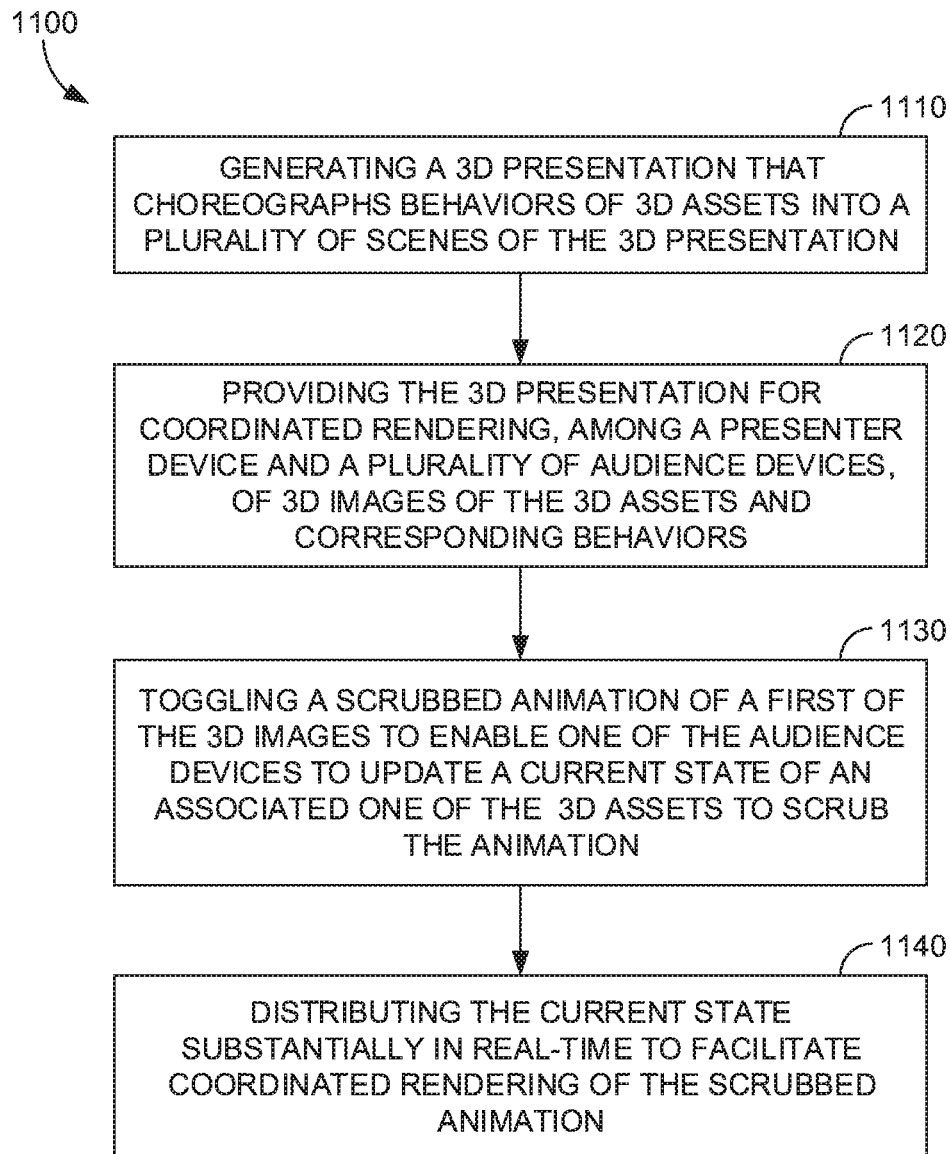 1100
1110
GENERATING A 3D PRESENTATION THAT
CHOREOGRAPHS BEHAVIORS OF 3D ASSETS INTO A
PLURALITY OF SCENES OF THE 3D PRESENTATION
1120
PROVIDING THE 3D PRESENTATION FOR
COORDINATED RENDERING, AMONG A PRESENTER
DEVICE AND A PLURALITY OF AUDIENCE DEVICES,
OF 3D IMAGES OF THE 3D ASSETS AND
CORRESPONDING BEHAVIORS
1130
TOGGLING A SCRUBBED ANIMATION OF A FIRST OF
THE 3D IMAGES TO ENABLE ONE OF THE AUDIENCE
DEVICES TO UPDATE A CURRENT STATE OF AN
ASSOCIATED ONE OF THE 3D ASSETS TO SCRUB
THE ANIMATION
1140
DISTRIBUTING THE CURRENT STATE
SUBSTANTIALLY IN REAL-TIME TO FACILITATE
COORDINATED RENDERING OF THE SCRUBBED
ANIMATION